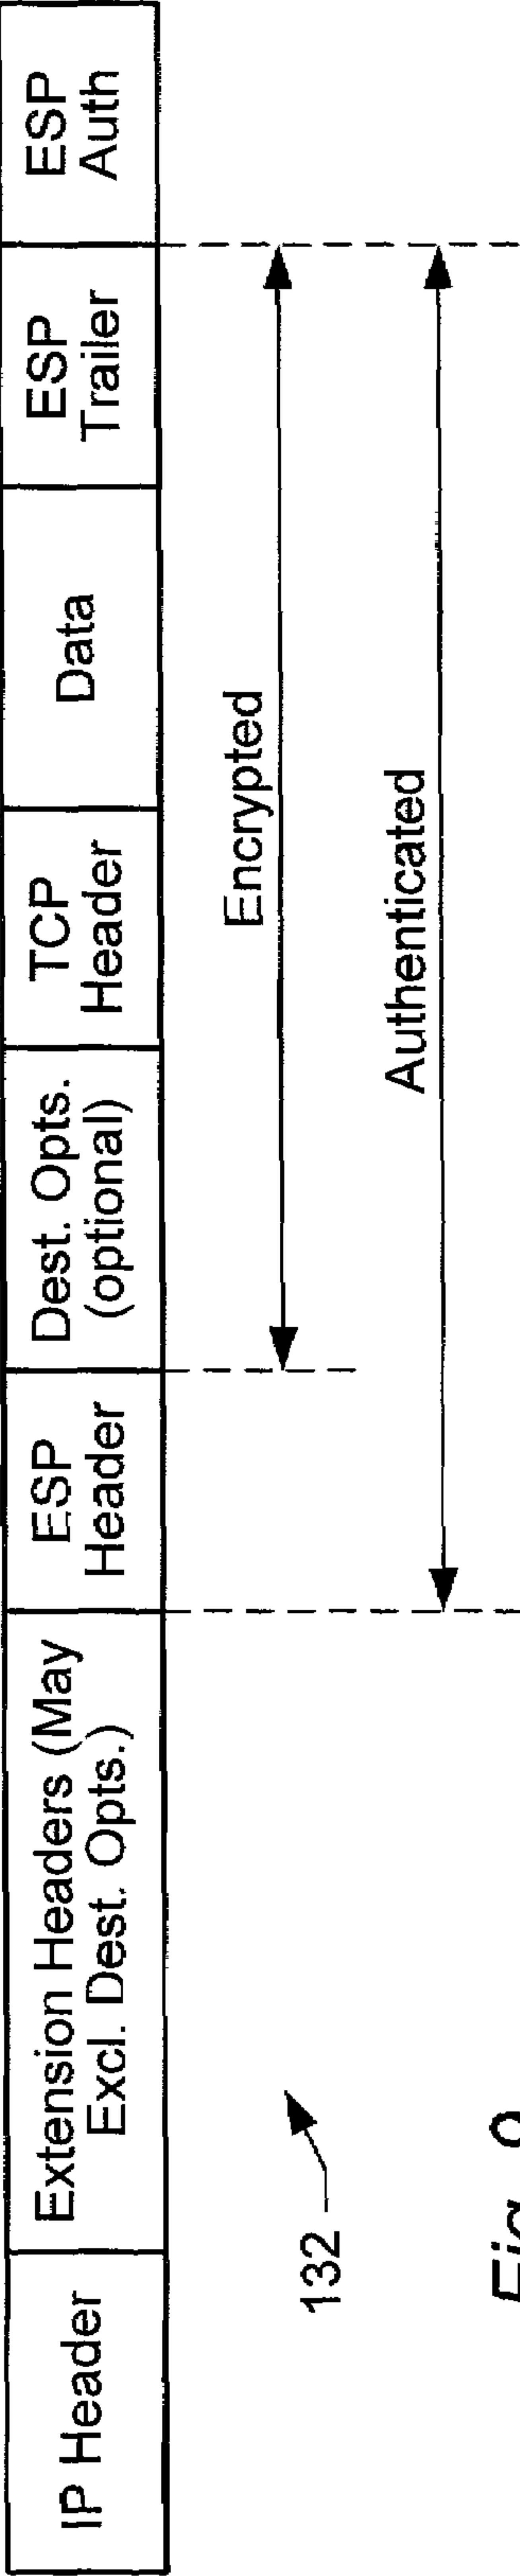 IP Header
Extension Headers (May
Excl. Dest. Opts.)
ESP
Header
Dest. Opts.
(optional)
TCP
Header
Data
ESP
Trailer
ESP
Auth
Encrypted
Authenticated
132
Fig.